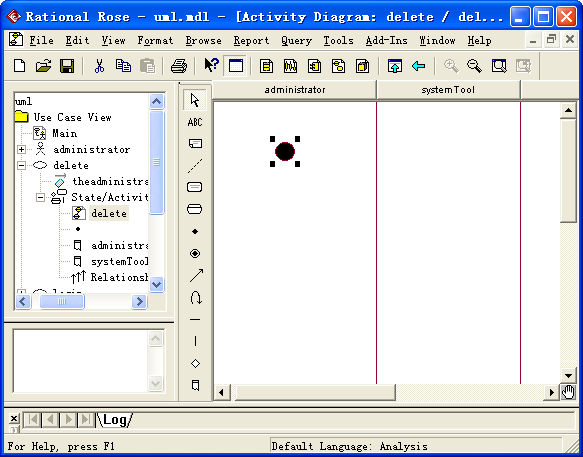 Rational Rose - uml.mdl - [Activity Diagram: delete / del...
File Edit View Format Browse Report Query Tools Add-Ins Window Help
administrator systemTool
uml
Use Case View
Main
administrator
delete
theadministra
State/Activit
delete
administra
systemTool
Relationsh
login
ABC
Log
For Help, press F1 Default Language: Analysis